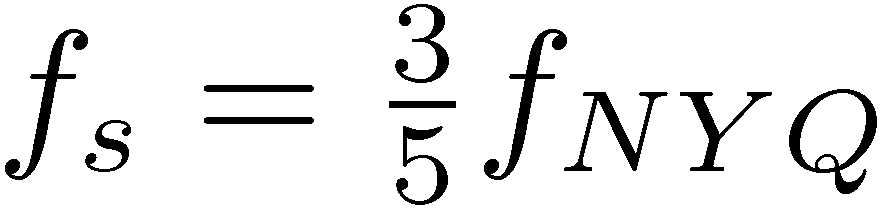 f_s = \frac{3}{5} f_{NYQ}